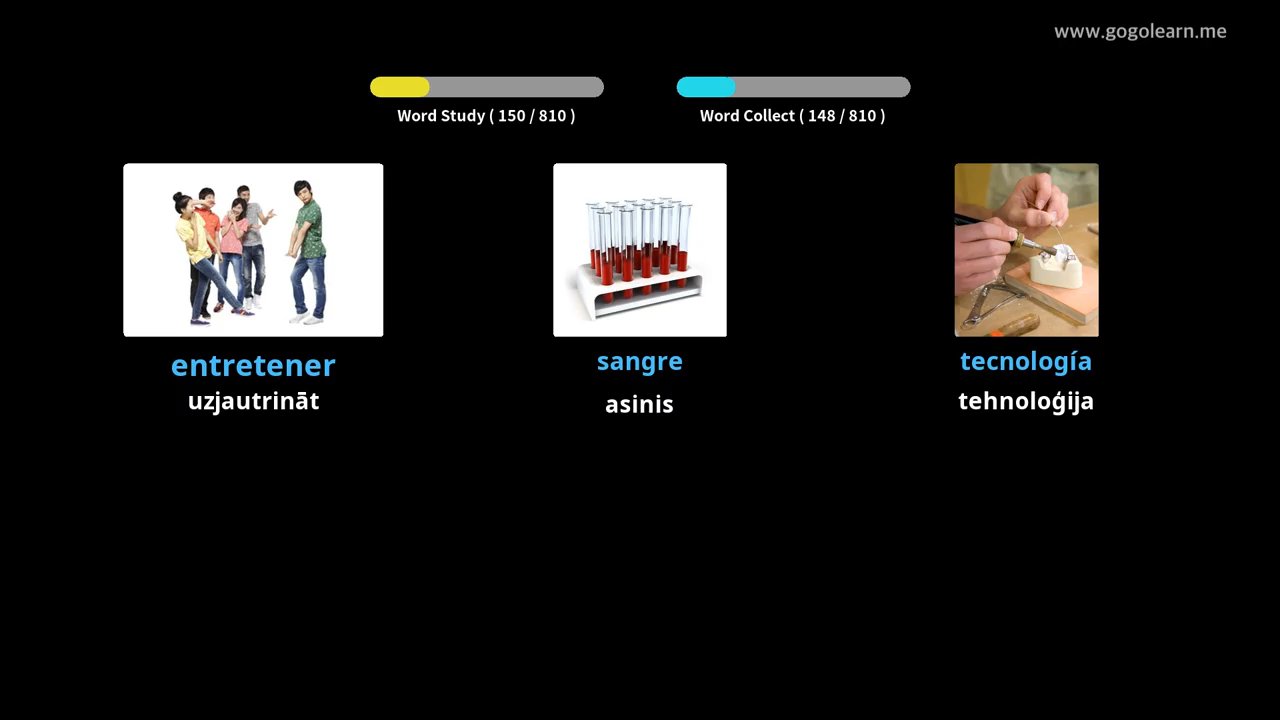 www.gogolearn.me
Word Study ( 150 / 810 )
Word Collect ( 148 / 810 )
entretener
uzjautrināt
sangre
asinis
tecnología
tehnoloģija